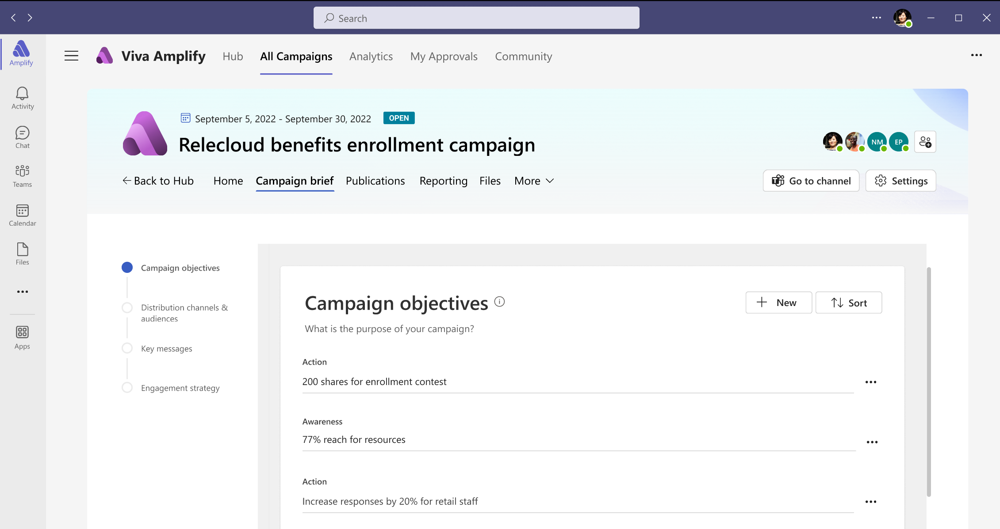 Search
Amplify
Activity
Chat
Teams
Calendar
Files
Apps
Viva Amplify Hub All Campaigns Analytics My Approvals Community
September 5, 2022 - September 30, 2022 OPEN
Relecloud benefits enrollment campaign
NM EP
Back to Hub Home Campaign brief Publications Reporting Files More
Go to channel Settings
Campaign objectives
Distribution channels &
audiences
Key messages
Engagement strategy
Campaign objectives
New Sort
What is the purpose of your campaign?
Action
200 shares for enrollment contest
Awareness
77% reach for resources
Action
Increase responses by 20% for retail staff